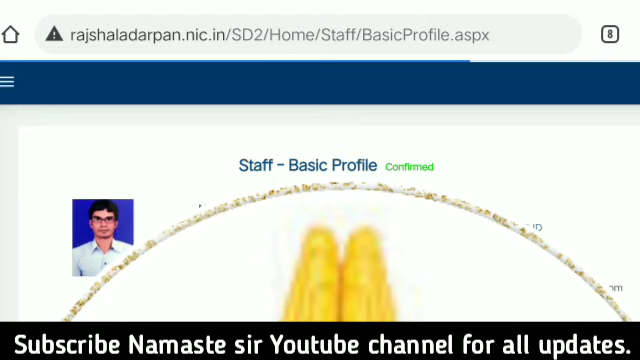 rajshaladarpan.nic.in/SD2/Home/Staff/BasicProfile.aspx
8
Staff - Basic Profile Confirmed
Subscribe Namaste sir Youtube channel for all updates.